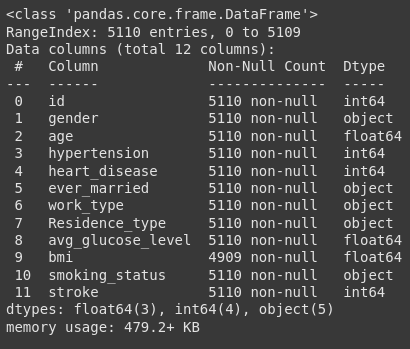 <class 'pandas.core.frame.DataFrame'>
RangeIndex: 5110 entries, 0 to 5109
Data columns (total 12 columns):
 #   Column             Non-Null Count  Dtype
---  ------             --------------  -----
 0   id                 5110 non-null   int64
 1   gender             5110 non-null   object
 2   age                5110 non-null   float64
 3   hypertension       5110 non-null   int64
 4   heart_disease      5110 non-null   int64
 5   ever_married       5110 non-null   object
 6   work_type          5110 non-null   object
 7   Residence_type     5110 non-null   object
 8   avg_glucose_level  5110 non-null   float64
 9   bmi                4909 non-null   float64
 10  smoking_status     5110 non-null   object
 11  stroke             5110 non-null   int64
dtypes: float64(3), int64(4), object(5)
memory usage: 479.2+ KB